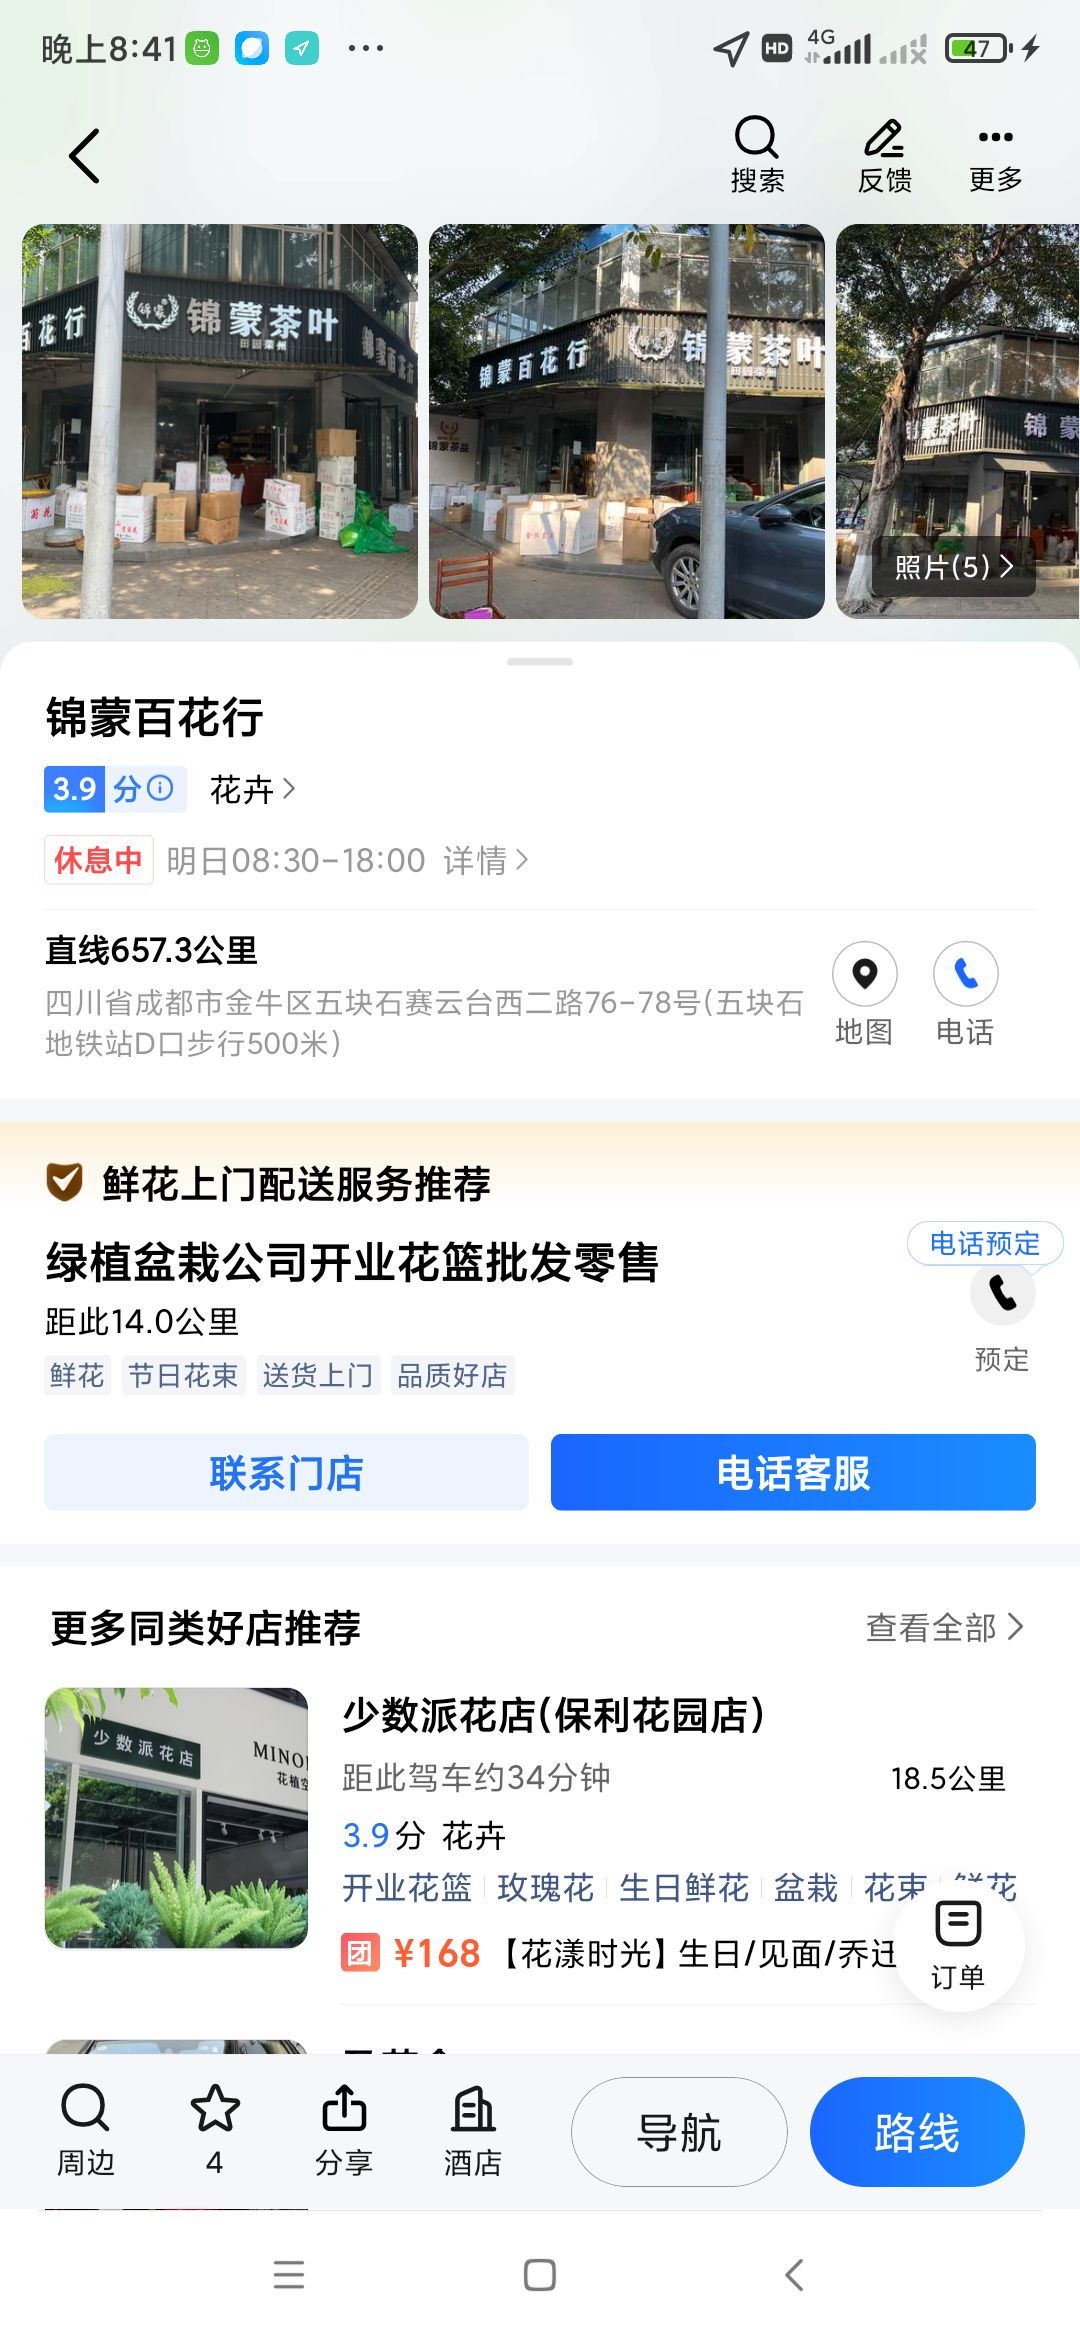 晚上8:41
HD 4G 47
搜索 反馈 更多
百花行 锦蒙茶叶 锦蒙百花行
田园荣州
锦蒙百花行 锦蒙茶叶
锦蒙茶品
菊花
锦蒙茶叶 锦蒙
照片(5)
锦蒙百花行
3.9分 花卉
休息中 明日08:30-18:00 详情
直线657.3公里
四川省成都市金牛区五块石赛云台西二路76-78号(五块石
地铁站D口步行500米)
地图 电话
鲜花上门配送服务推荐
绿植盆栽公司开业花篮批发零售
电话预定
距此14.0公里
预定
鲜花 节日花束 送货上门 品质好店
联系门店 电话客服
更多同类好店推荐 查看全部
少数派花店
MINO
花植空
少数派花店(保利花园店)
距此驾车约34分钟 18.5公里
3.9分 花卉
开业花篮 玫瑰花 生日鲜花 盆栽 花束 鲜花
团 ¥168 【花漾时光】生日/见面/乔迁
订单
周边 4 分享 酒店 导航 路线